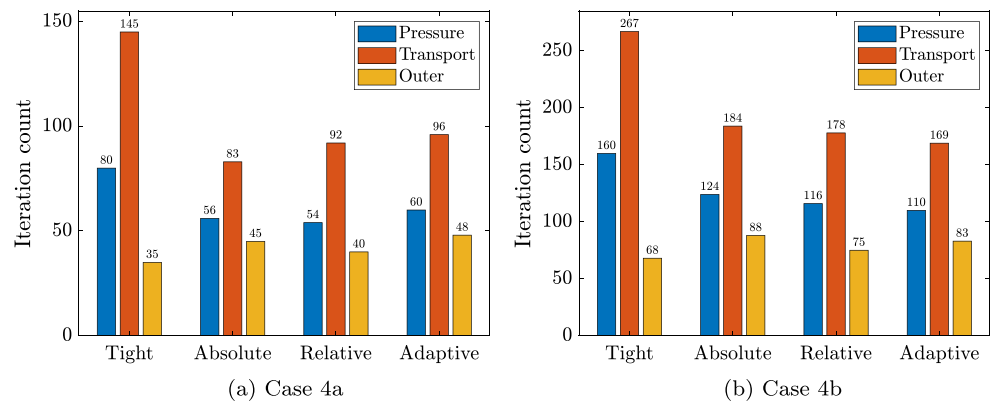 150
100
50
0
Iteration count
80
145
35
56
83
45
54
92
40
60
96
48
Pressure
Transport
Outer
Tight
Absolute
Relative
Adaptive
(a) Case 4a
250
200
150
100
50
0
Iteration count
160
267
68
124
184
88
116
178
75
110
169
83
Pressure
Transport
Outer
Tight
Absolute
Relative
Adaptive
(b) Case 4b